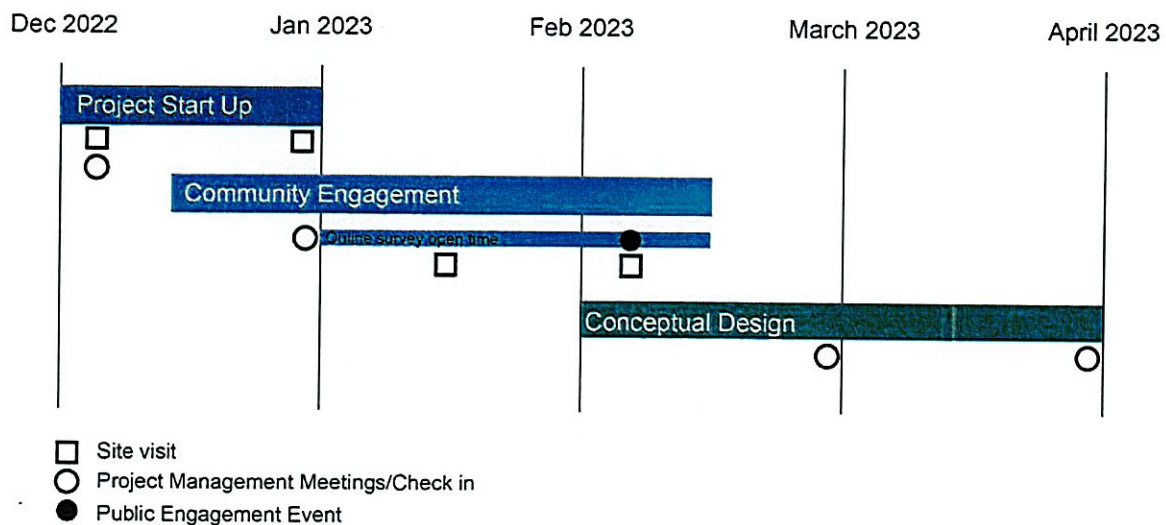 Dec 2022 Jan 2023 Feb 2023 March 2023 April 2023
Project Start Up
Community Engagement
Online survey open time
Conceptual Design
Site visit
Project Management Meetings/Check in
Public Engagement Event